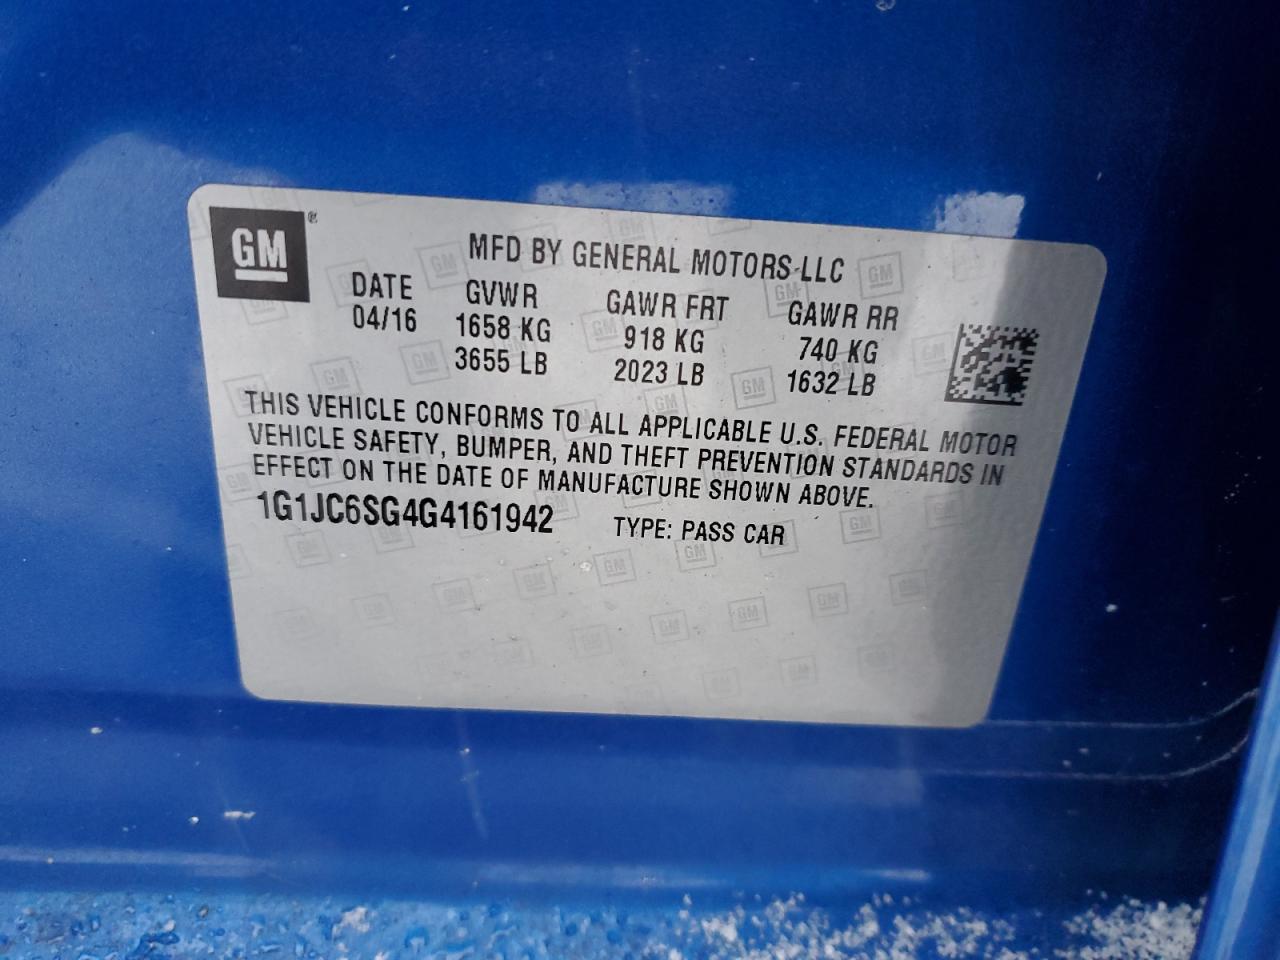 GM ®
MFD BY GENERAL MOTORS LLC
DATE GVWR GAWR FRT GAWR RR
04/16 1658 KG 918 KG 740 KG
3655 LB 2023 LB 1632 LB
THIS VEHICLE CONFORMS TO ALL APPLICABLE U.S. FEDERAL MOTOR
VEHICLE SAFETY, BUMPER, AND THEFT PREVENTION STANDARDS IN
EFFECT ON THE DATE OF MANUFACTURE SHOWN ABOVE.
1G1JC6SG4G4161942 TYPE: PASS CAR